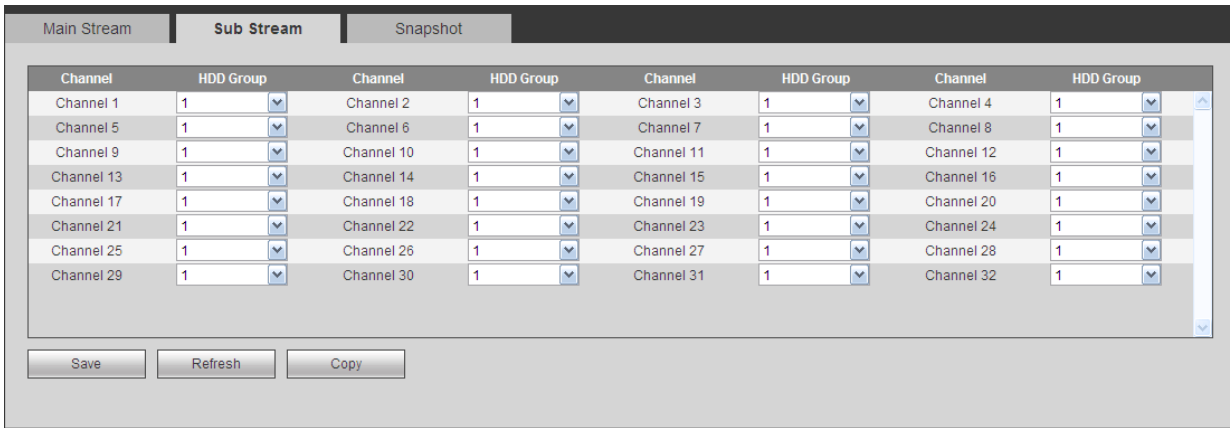 Main Stream Sub Stream Snapshot
Channel HDD Group Channel HDD Group Channel HDD Group Channel HDD Group
Channel 1 1 Channel 2 1 Channel 3 1 Channel 4 1
Channel 5 1 Channel 6 1 Channel 7 1 Channel 8 1
Channel 9 1 Channel 10 1 Channel 11 1 Channel 12 1
Channel 13 1 Channel 14 1 Channel 15 1 Channel 16 1
Channel 17 1 Channel 18 1 Channel 19 1 Channel 20 1
Channel 21 1 Channel 22 1 Channel 23 1 Channel 24 1
Channel 25 1 Channel 26 1 Channel 27 1 Channel 28 1
Channel 29 1 Channel 30 1 Channel 31 1 Channel 32 1
Save Refresh Copy